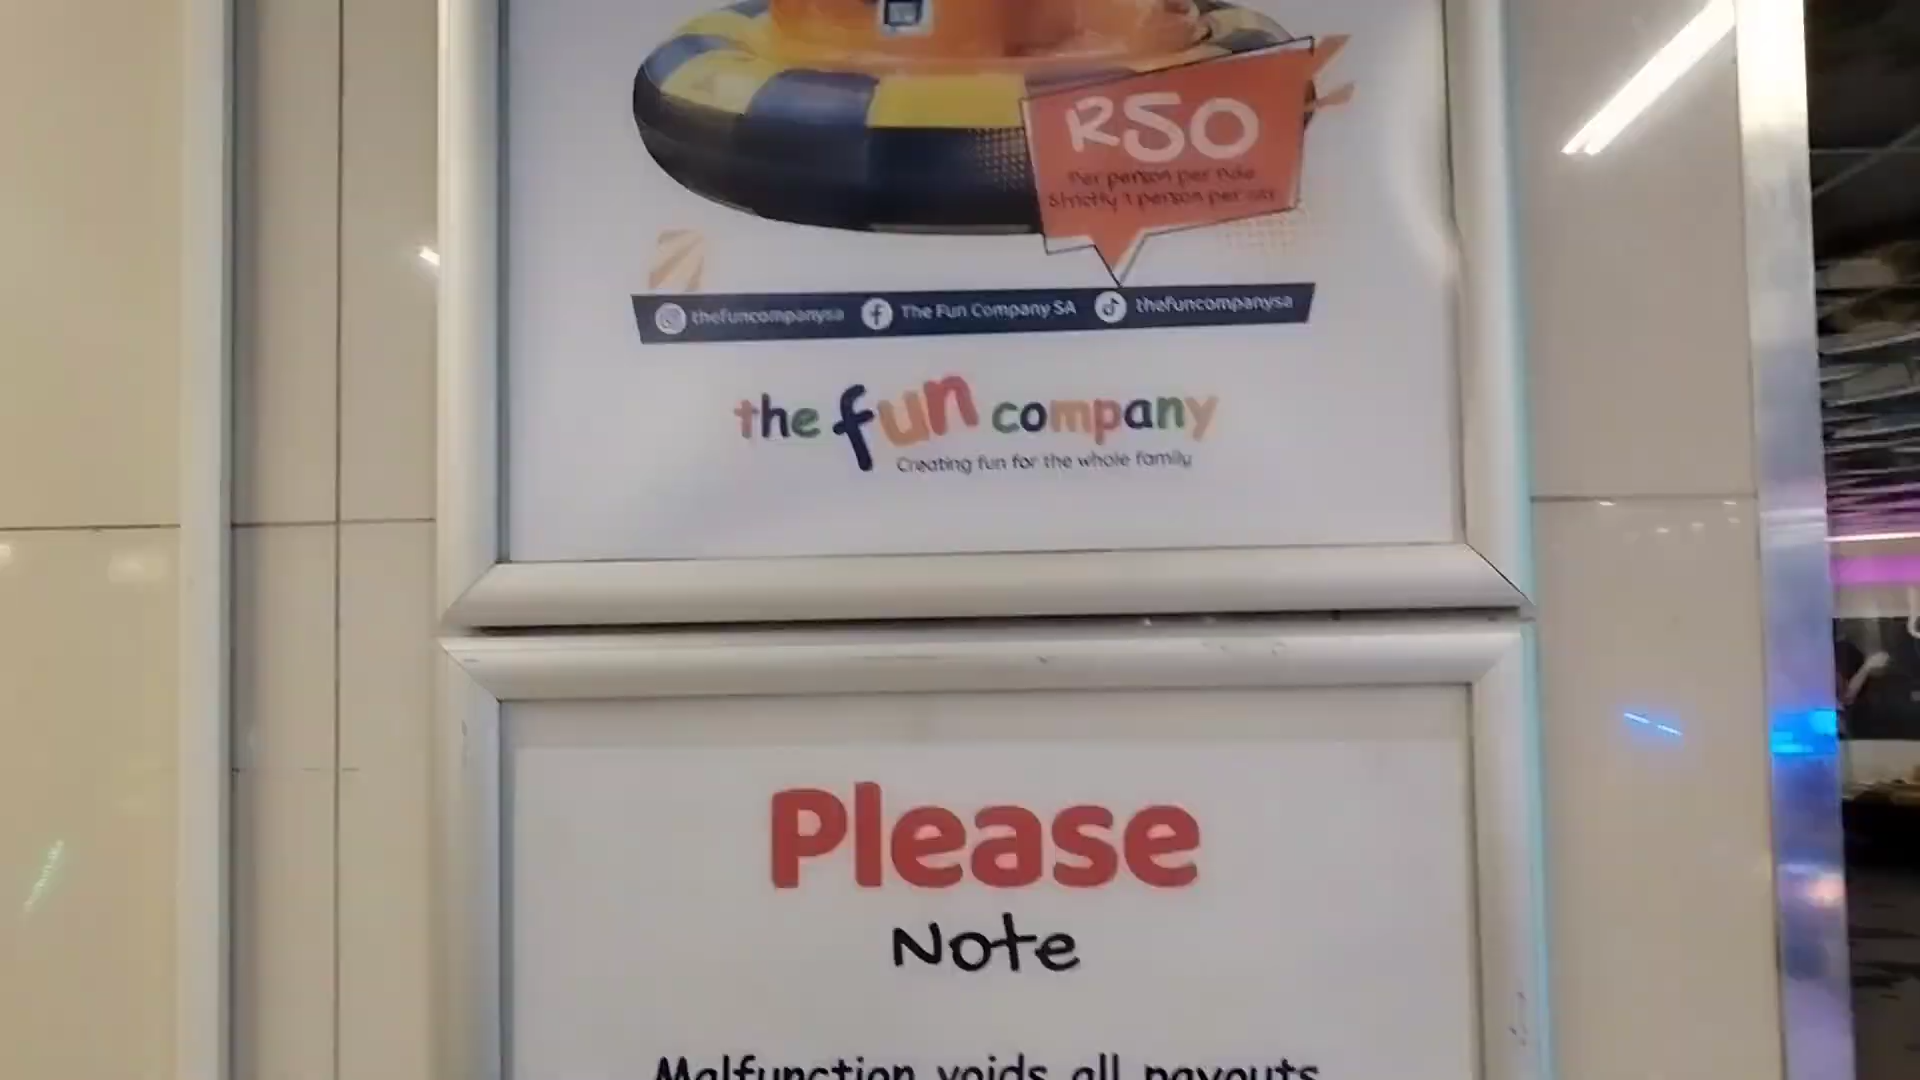 R50
Per person per ride
Strictly 1 person per
thefuncompanysa The Fun Company SA thefuncompanysa
the fun company
Creating fun for the whole family
Please
Note
Malfunction voids all payouts